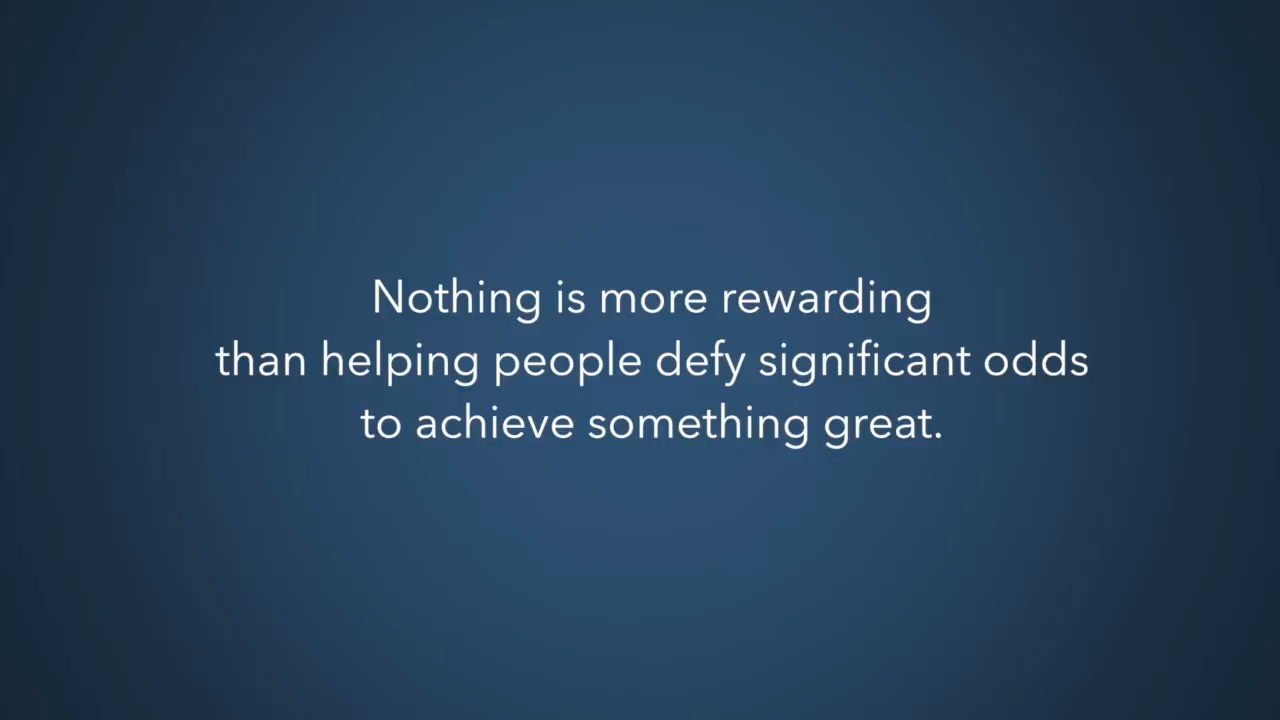 Nothing is more rewarding
than helping people defy significant odds
to achieve something great.